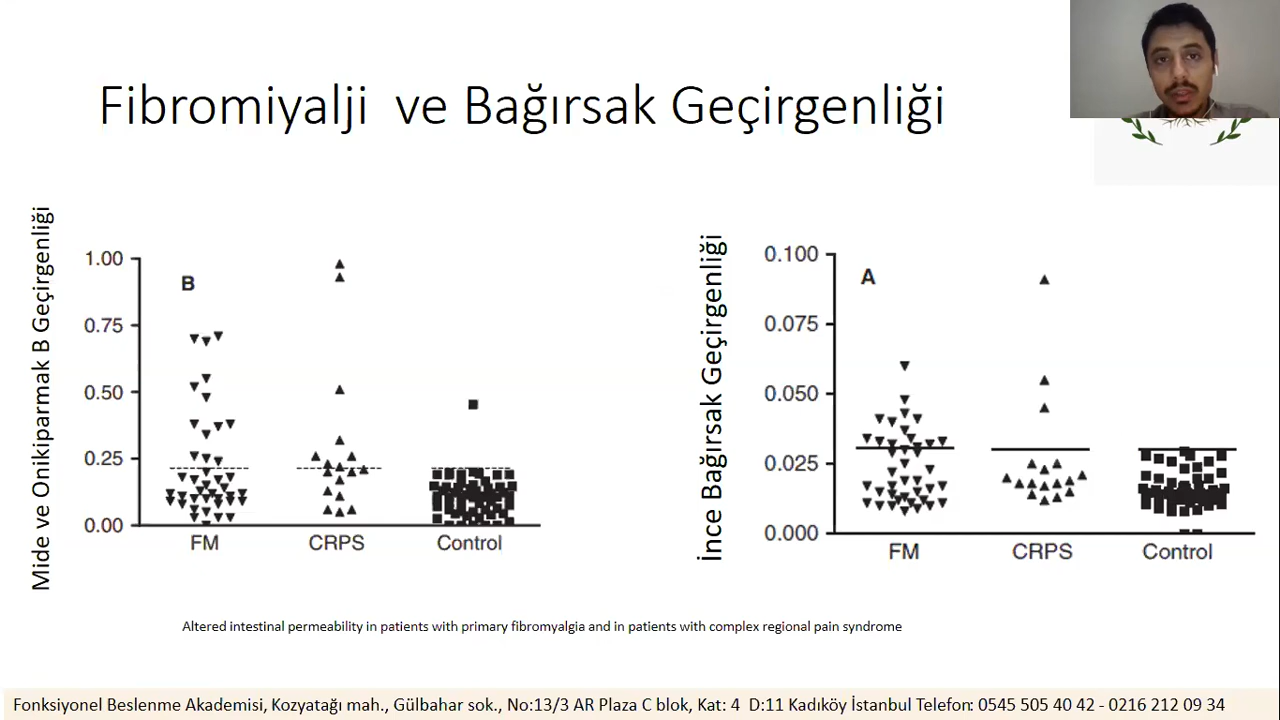 Fibromiyalji ve Bağırsak Geçirgenliği
Mide ve Onikiparmak B Geçirgenliği
1.00
0.75
0.50
0.25
0.00
B
FM CRPS Control
İnce Bağırsak Geçirgenliği
0.100
0.075
0.050
0.025
0.000
A
FM CRPS Control
Altered intestinal permeability in patients with primary fibromyalgia and in patients with complex regional pain syndrome
Fonksiyonel Beslenme Akademisi, Kozyatağı mah., Gülbahar sok., No:13/3 AR Plaza C blok, Kat: 4 D:11 Kadıköy İstanbul Telefon: 0545 505 40 42 - 0216 212 09 34